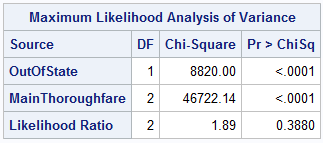 Maximum Likelihood Analysis of Variance
Source DF Chi-Square Pr > ChiSq
OutOfState 1 8820.00 <.0001
MainThoroughfare 2 46722.14 <.0001
Likelihood Ratio 2 1.89 0.3880